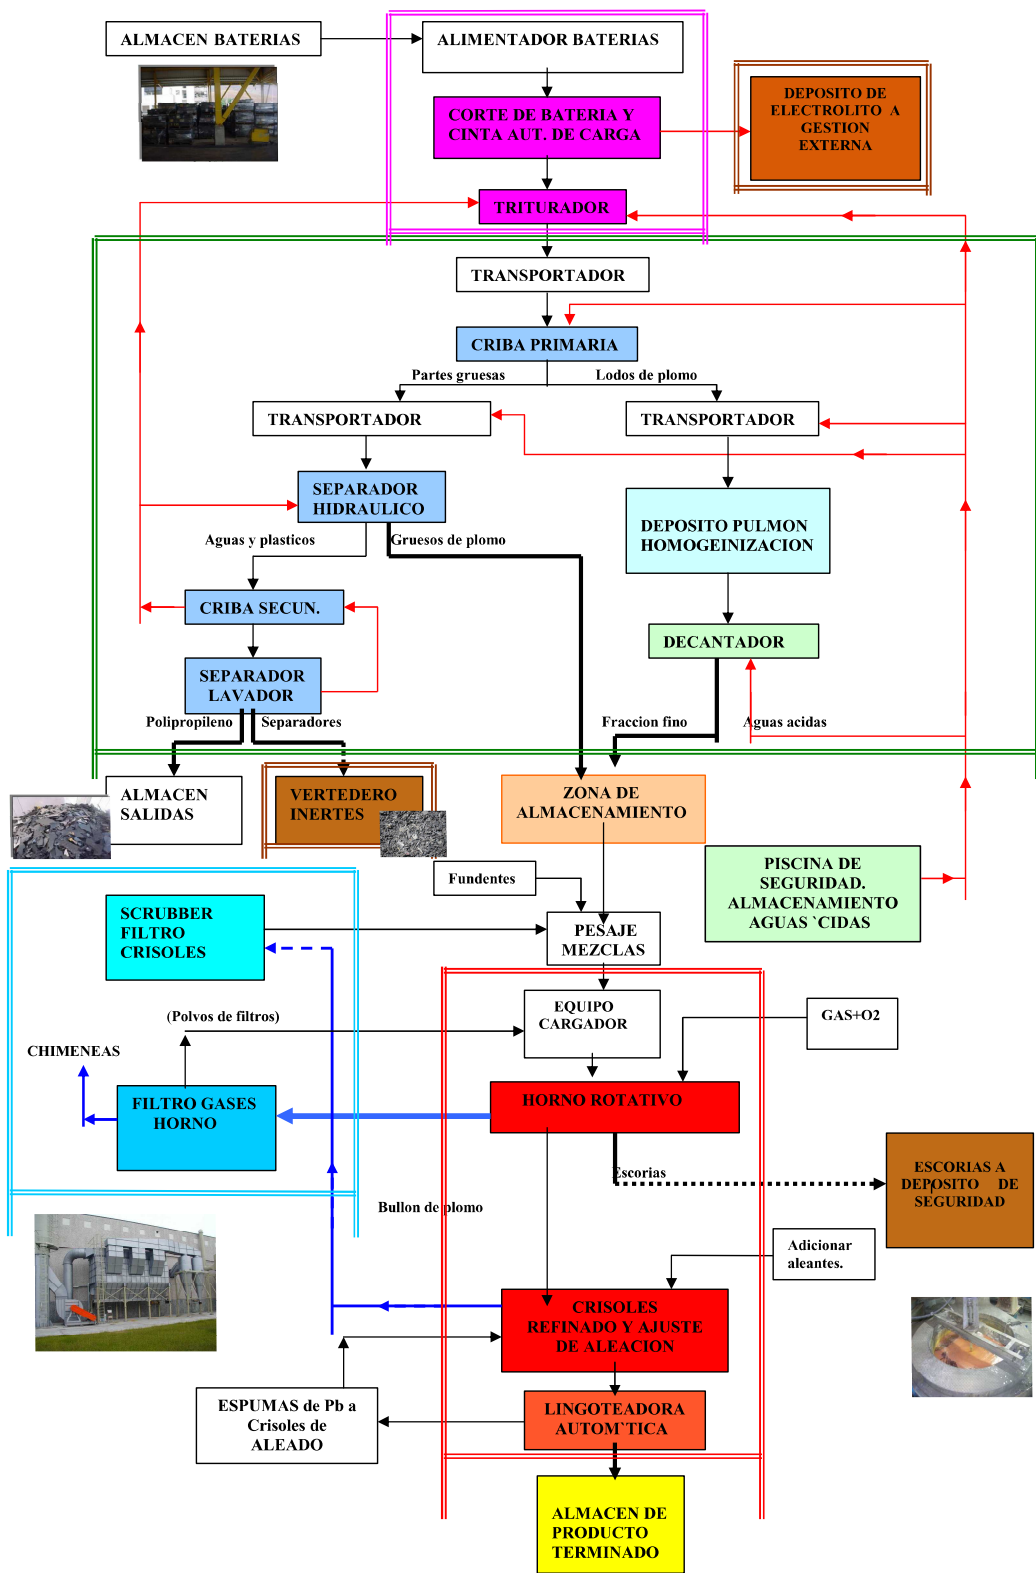 ALMACEN BATERIAS
ALIMENTADOR BATERIAS
CORTE DE BATERIA Y
CINTA AUT. DE CARGA
DEPOSITO DE
ELECTROLITO A
GESTION
EXTERNA
TRITURADOR
TRANSPORTADOR
CRIBA PRIMARIA
Partes gruesas
Lodos de plomo
TRANSPORTADOR
TRANSPORTADOR
SEPARADOR
HIDRAULICO
DEPOSITO PULMON
HOMOGEINIZACION
Aguas y plasticos
Gruesos de plomo
CRIBA SECUN.
DECANTADOR
SEPARADOR
LAVADOR
Polipropileno
Separadores
Fraccion fino
Aguas acidas
ALMACEN
SALIDAS
VERTEDERO
INERTES
ZONA DE
ALMACENAMIENTO
Fundentes
PISCINA DE
SEGURIDAD.
ALMACENAMIENTO
AGUAS `CIDAS
SCRUBBER
FILTRO
CRISOLES
PESAJE
MEZCLAS
EQUIPO
CARGADOR
GAS+O2
(Polvos de filtros)
CHIMENEAS
FILTRO GASES
HORNO
HORNO ROTATIVO
Escorias
ESCORIAS A
DEPOSITO DE
SEGURIDAD
Bullon de plomo
Adicionar
aleantes.
CRISOLES
REFINADO Y AJUSTE
DE ALEACION
ESPUMAS de Pb a
Crisoles de
ALEADO
LINGOTEADORA
AUTOM`TICA
ALMACEN DE
PRODUCTO
TERMINADO